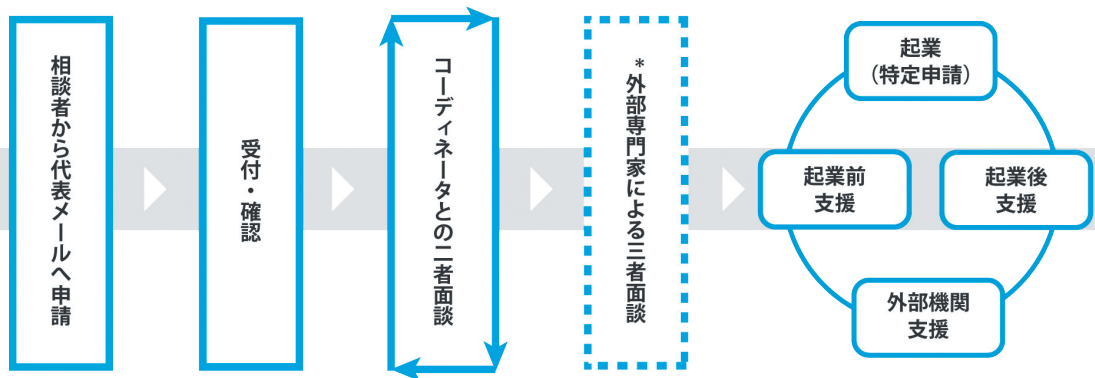 相談者から代表メールへ申請
受付・確認
コーディネータとの二者面談
*外部専門家による三者面談
起業
（特定申請）
起業前
支援
起業後
支援
外部機関
支援